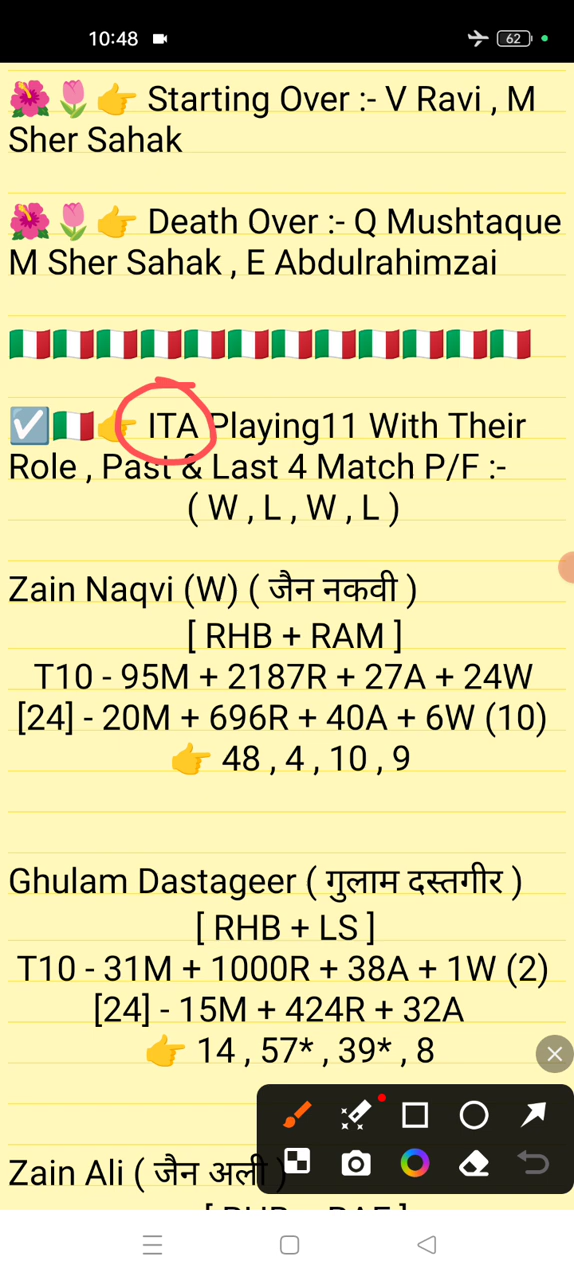 10:48
62
🌺🌷👉 Starting Over :- V Ravi , M
Sher Sahak
🌺🌷👉 Death Over :- Q Mushtaque
M Sher Sahak , E Abdulrahimzai
🇮🇹🇮🇹🇮🇹🇮🇹🇮🇹🇮🇹🇮🇹🇮🇹🇮🇹🇮🇹🇮🇹🇮🇹
☑️🇮🇹👉 ITA Playing11 With Their
Role , Past & Last 4 Match P/F :-
( W , L , W , L )
Zain Naqvi (W) ( जैन नकवी )
[ RHB + RAM ]
T10 - 95M + 2187R + 27A + 24W
[24] - 20M + 696R + 40A + 6W (10)
👉 48 , 4 , 10 , 9
Ghulam Dastageer ( गुलाम दस्तगीर )
[ RHB + LS ]
T10 - 31M + 1000R + 38A + 1W (2)
[24] - 15M + 424R + 32A
👉 14 , 57* , 39* , 8
Zain Ali ( जैन अली )